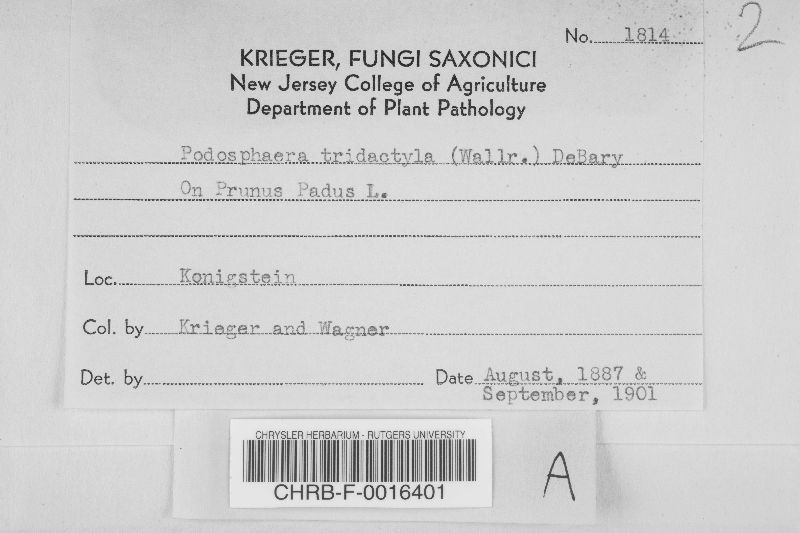 No. 1814
2
KRIEGER, FUNGI SAXONICI
New Jersey College of Agriculture
Department of Plant Pathology
Podosphaera tridactyla (Wallr.) DeBary
On Prunus Padus L.
Loc. Konigstein
Col. by Krieger and Wagner
Det. by
Date August, 1887 &
September, 1901
CHRYSLER HERBARIUM - RUTGERS UNIVERSITY
CHRB-F-0016401
A